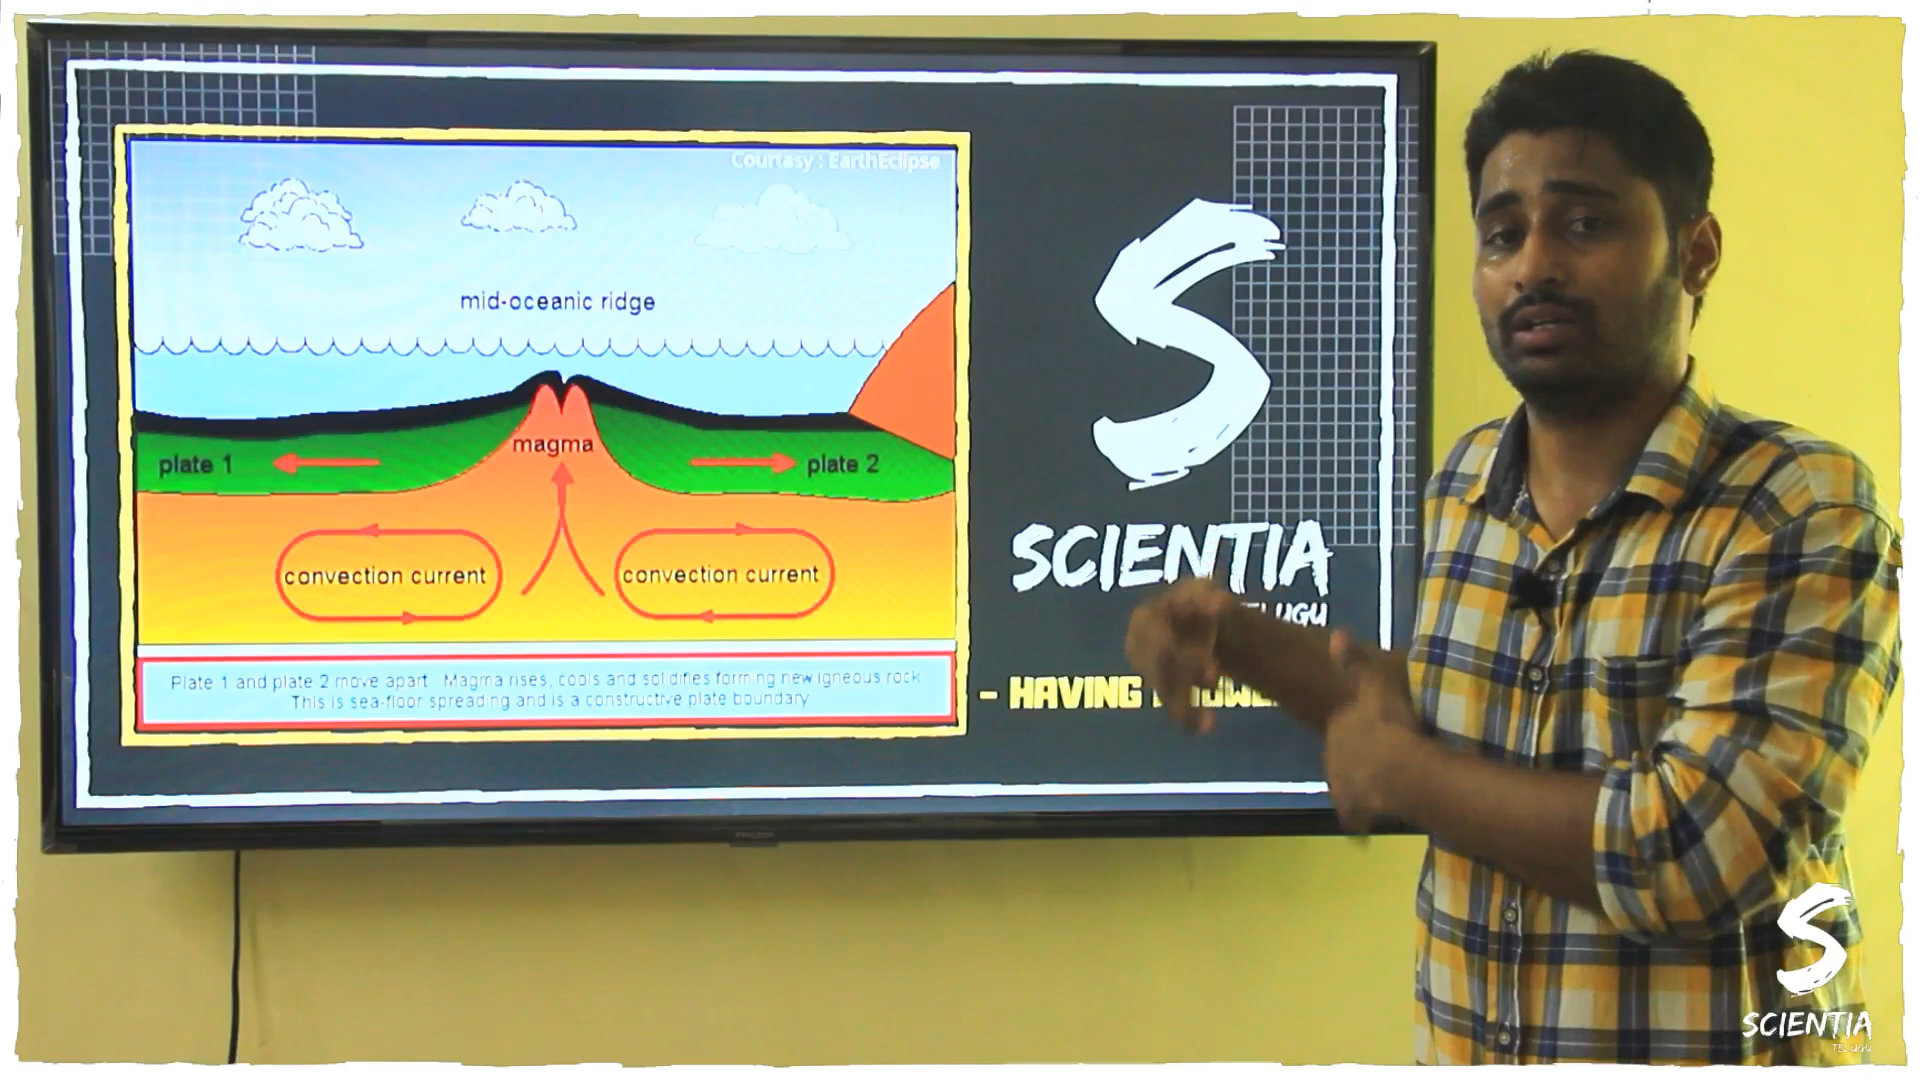 Courtasy : EarthEclipse
mid-oceanic ridge
magma
plate 1
plate 2
convection current
convection current
Plate 1 and plate 2 move apart Magma rises, cools and solidifies forming new igneous rock
This is sea-floor spreading and is a constructive plate boundary
S
SCIENTIA
- HAVING
S
SCIENTIA
TELUGU